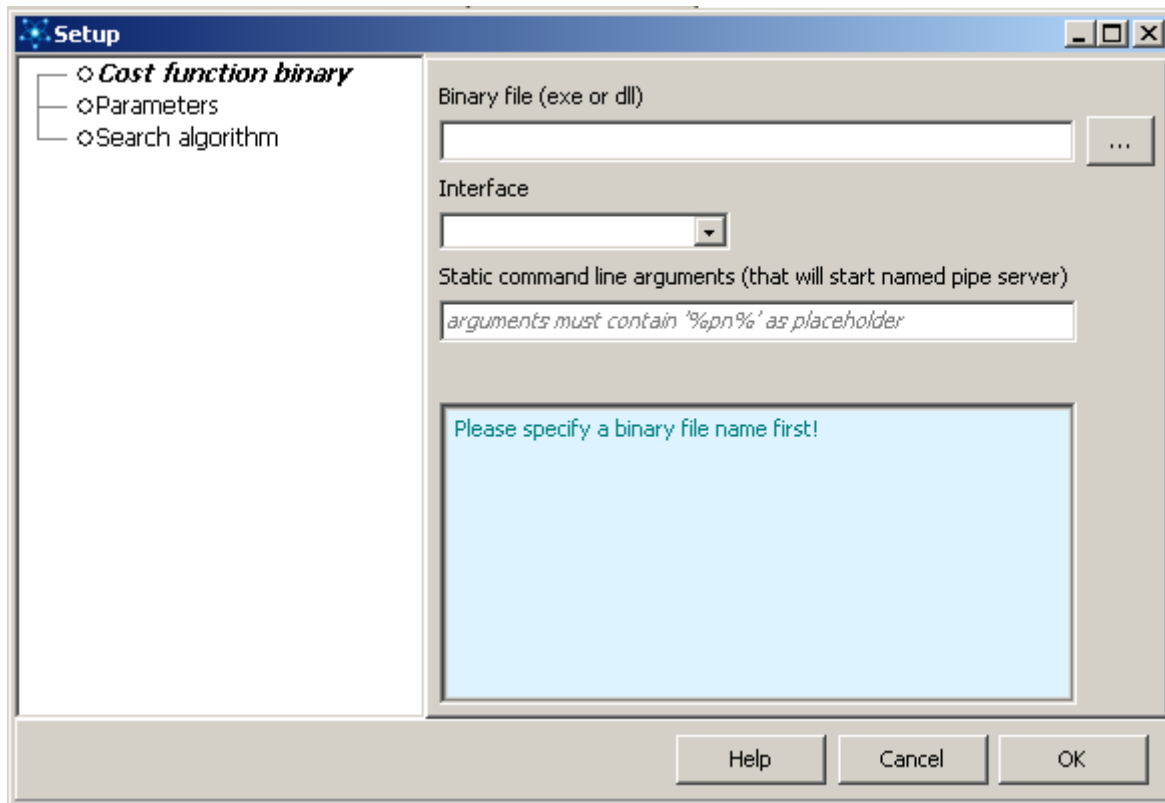 Setup
Cost function binary
Parameters
Search algorithm
Binary file (exe or dll)
...
Interface
Static command line arguments (that will start named pipe server)
arguments must contain '%pn%' as placeholder
Please specify a binary file name first!
Help
Cancel
OK